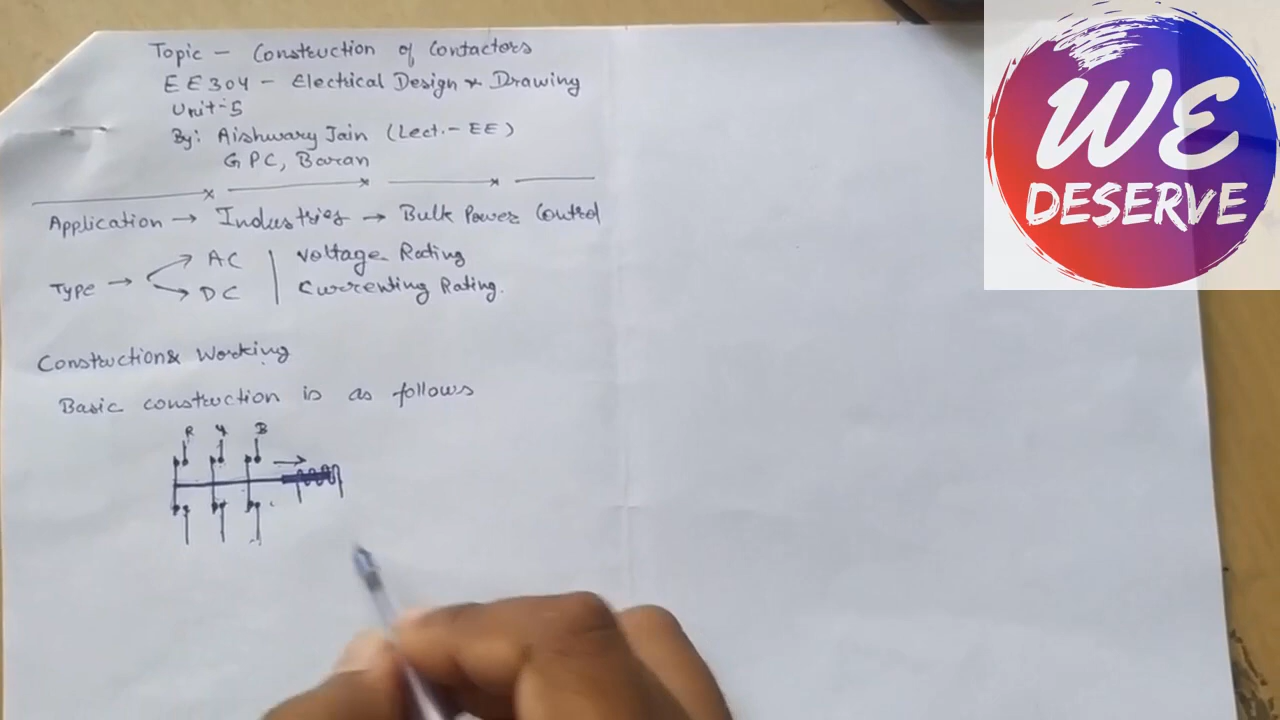 Topic - Construction of Contactors
EE304 - Electrical Design & Drawing
Unit-5
By: Aishwary Jain (Lect.- EE)
GPC, Baran
Application → Industries → Bulk Power Control
Type → AC | Voltage Rating
DC | Currenting Rating.
Construction & Working
Basic construction is as follows
R Y B
WE
DESERVE